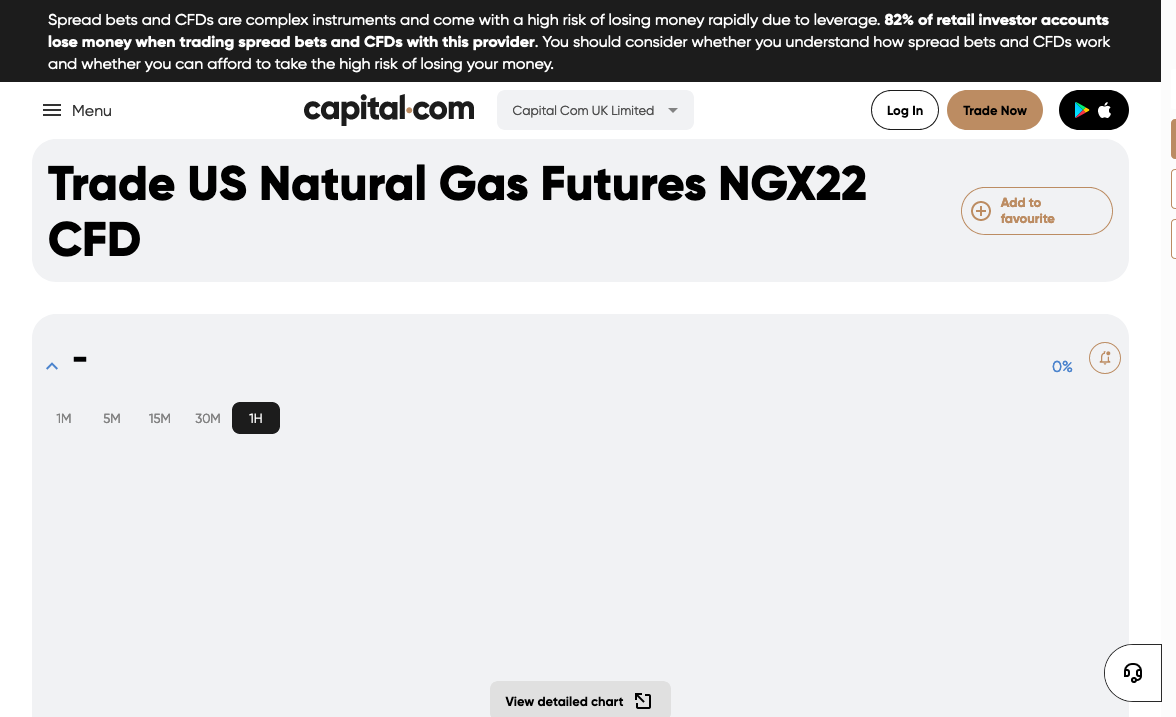 Spread bets and CFDs are complex instruments and come with a high risk of losing money rapidly due to leverage. 82% of retail investor accounts
lose money when trading spread bets and CFDs with this provider. You should consider whether you understand how spread bets and CFDs work
and whether you can afford to take the high risk of losing your money.
Menu
capital.com
Capital Com UK Limited
Log In
Trade Now
Trade US Natural Gas Futures NGX22
CFD
Add to
favourite
-
0%
1M
5M
15M
30M
1H
View detailed chart